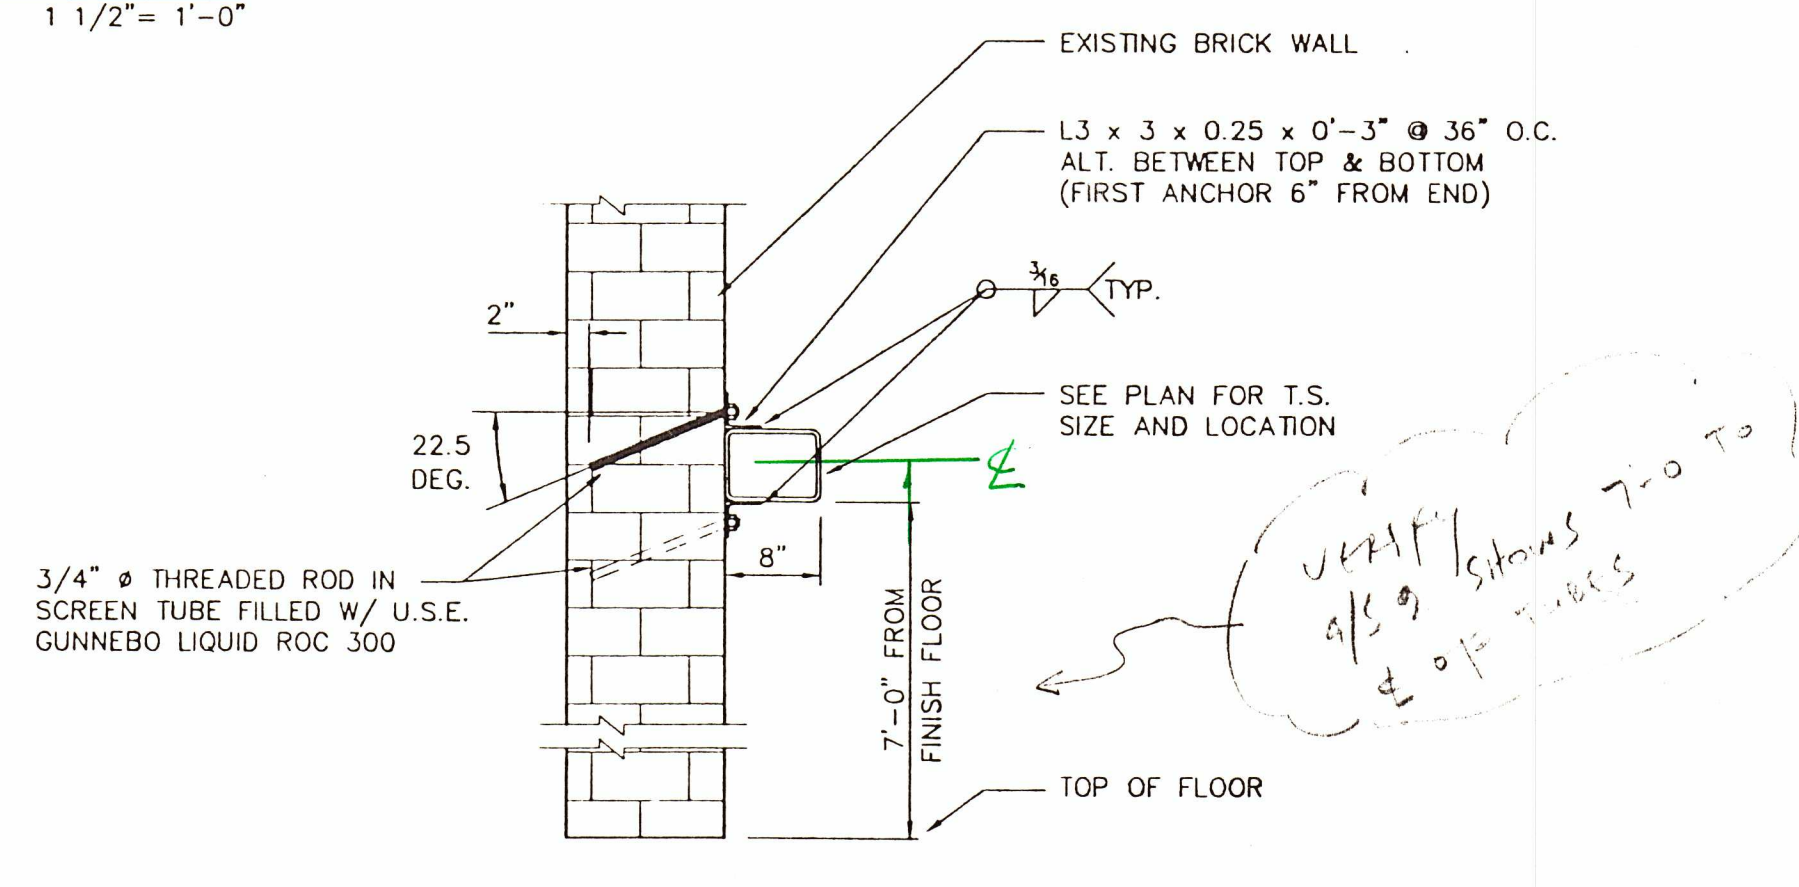 1 1/2"= 1'-0"
EXISTING BRICK WALL
L3 x 3 x 0.25 x 0'-3" @ 36" O.C.
ALT. BETWEEN TOP & BOTTOM
(FIRST ANCHOR 6" FROM END)
3/16
TYP.
2"
SEE PLAN FOR T.S.
SIZE AND LOCATION
22.5
DEG.
℄
8"
3/4" ø THREADED ROD IN
SCREEN TUBE FILLED W/ U.S.E.
GUNNEBO LIQUID ROC 300
7'-0" FROM
FINISH FLOOR
VERIFY
SHOWS 7'-0 TO
℄ OF TUBES
TOP OF FLOOR